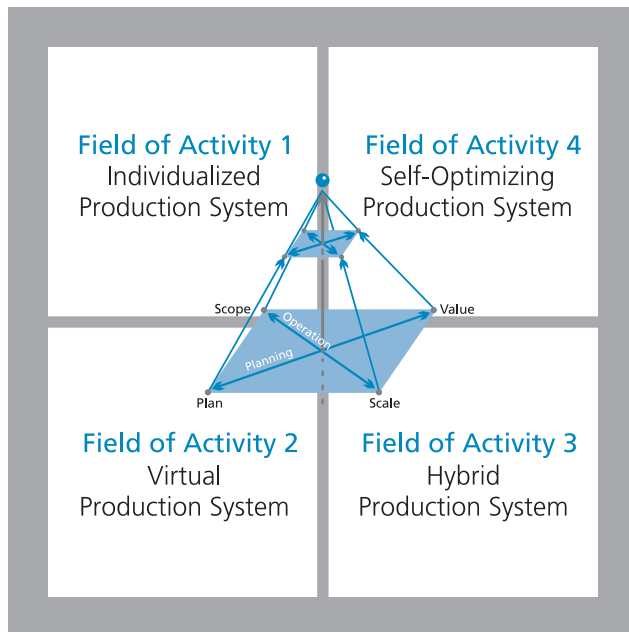 Field of Activity 1
Individualized
Production System
Field of Activity 4
Self-Optimizing
Production System
Scope
Value
Operation
Planning
Plan
Scale
Field of Activity 2
Virtual
Production System
Field of Activity 3
Hybrid
Production System